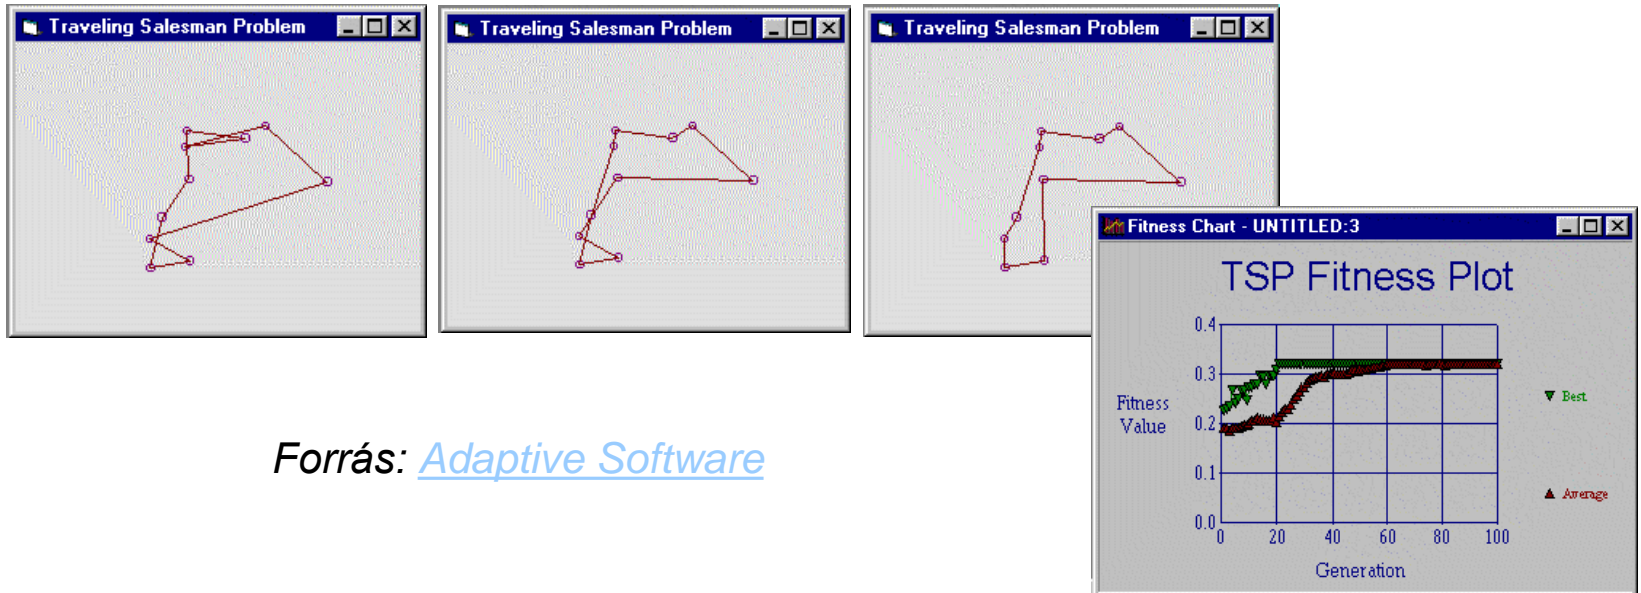 Traveling Salesman Problem
Traveling Salesman Problem
Traveling Salesman Problem
Fitness Chart - UNTITLED:3
TSP Fitness Plot
0.4
0.3
0.2
0.1
0.0
Fitness
Value
0 20 40 60 80 100
Generation
Best
Average
Forrás: Adaptive Software